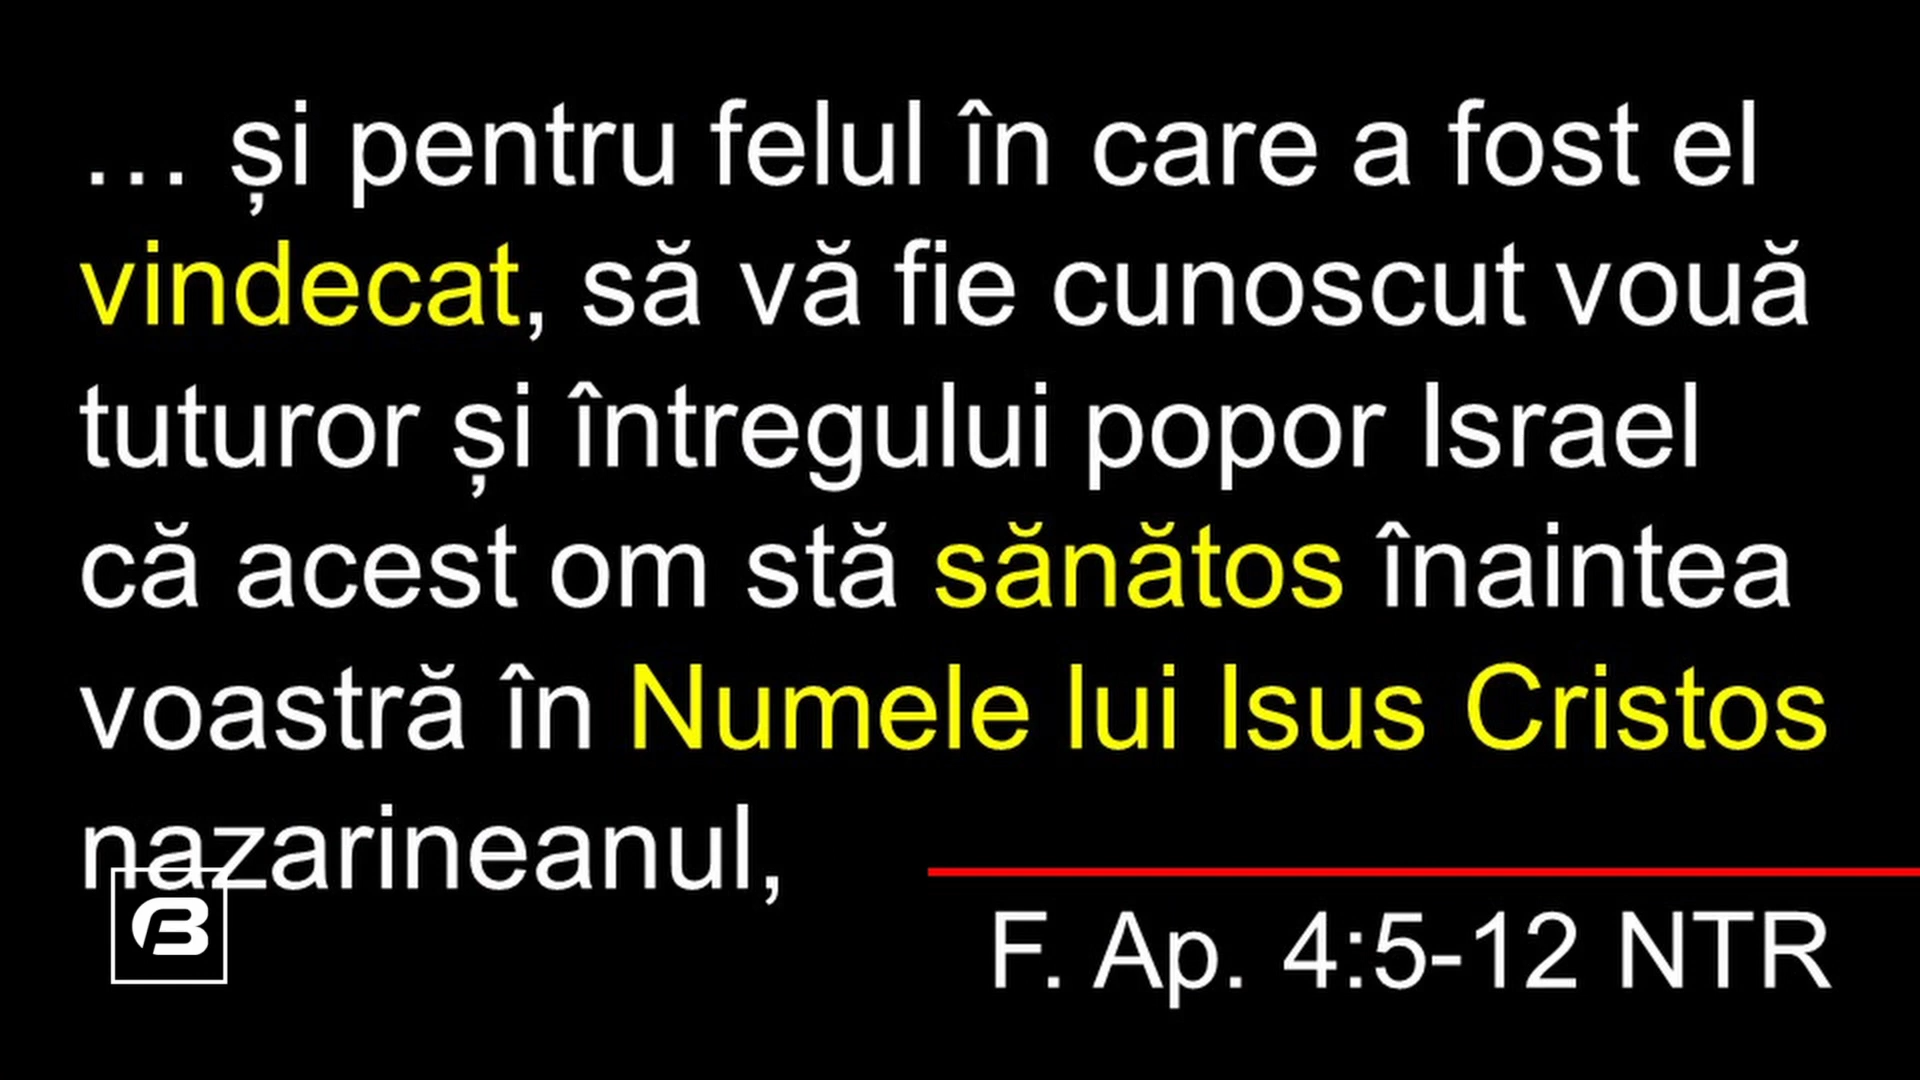 … și pentru felul în care a fost el
vindecat, să vă fie cunoscut vouă
tuturor și întregului popor Israel
că acest om stă sănătos înaintea
voastră în Numele lui Isus Cristos
nazarineanul,
F. Ap. 4:5-12 NTR
B